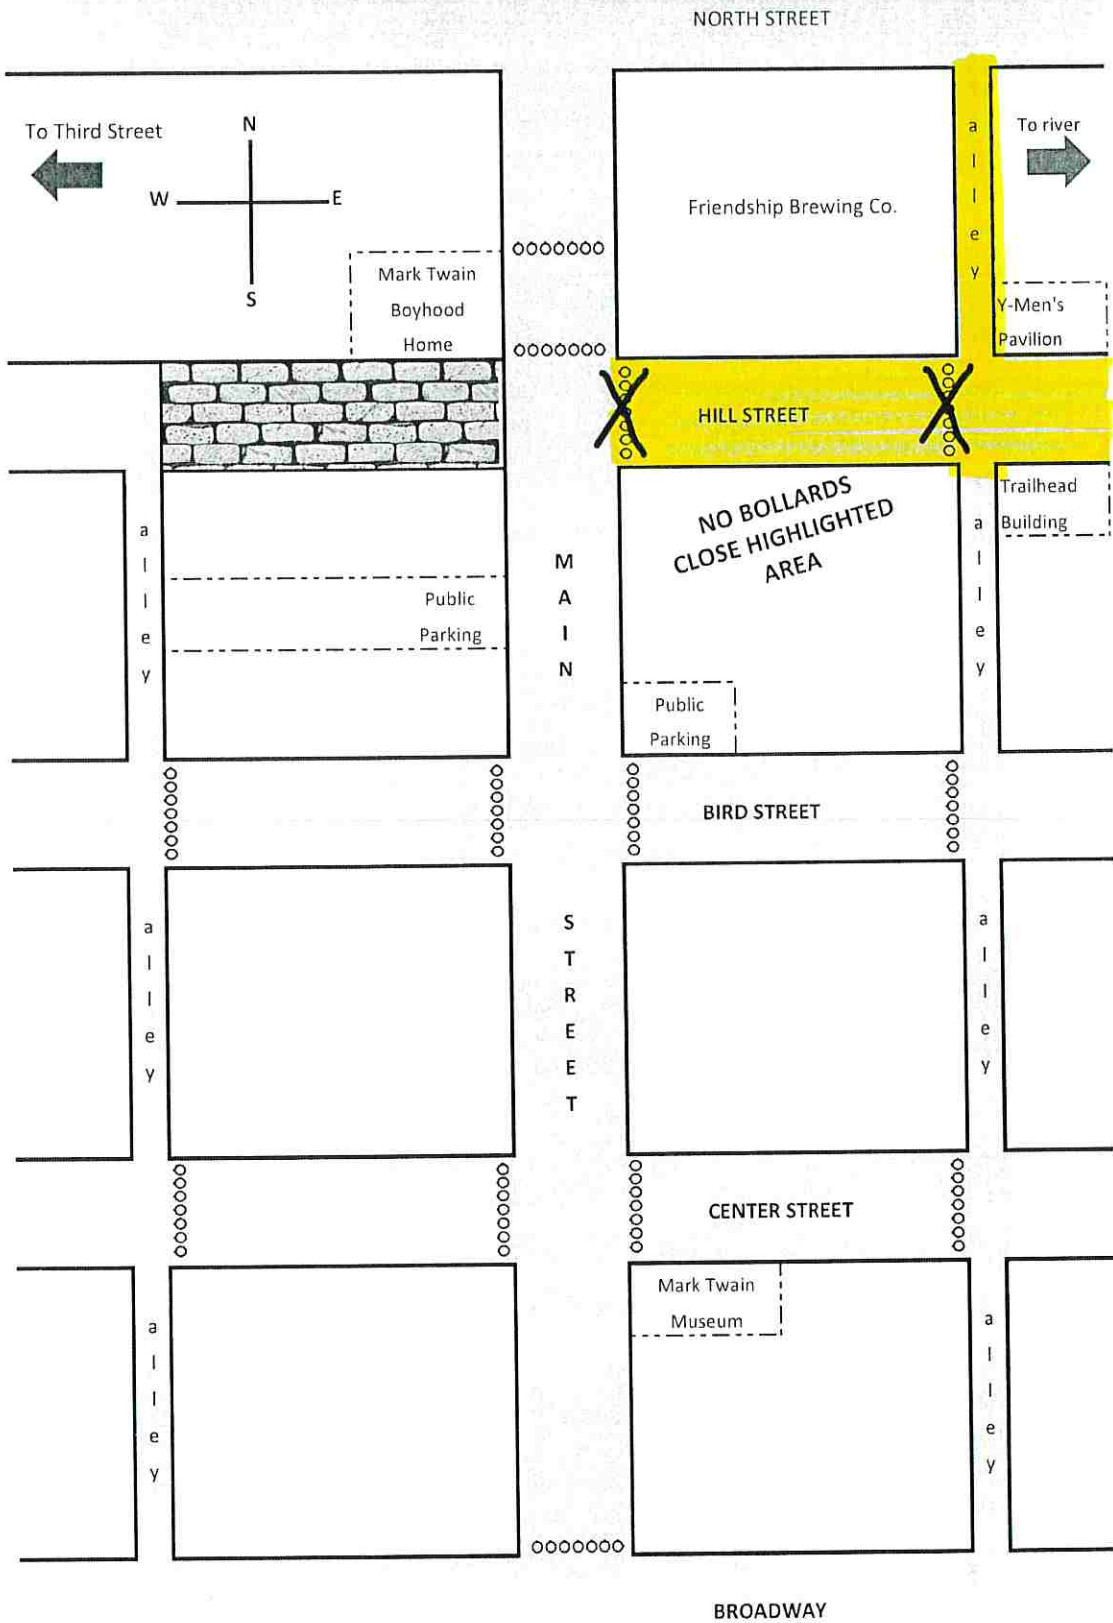 NORTH STREET
To Third Street
N
W
E
S
Mark Twain
Boyhood
Home
Friendship Brewing Co.
a
l
l
e
y
To river
Y-Men's
Pavilion
HILL STREET
NO BOLLARDS
CLOSE HIGHLIGHTED
AREA
Trailhead
Building
a
l
l
e
y
M
A
I
N
a
l
l
e
y
Public
Parking
Public
Parking
BIRD STREET
a
l
l
e
y
S
T
R
E
E
T
a
l
l
e
y
CENTER STREET
Mark Twain
Museum
a
l
l
e
y
a
l
l
e
y
BROADWAY